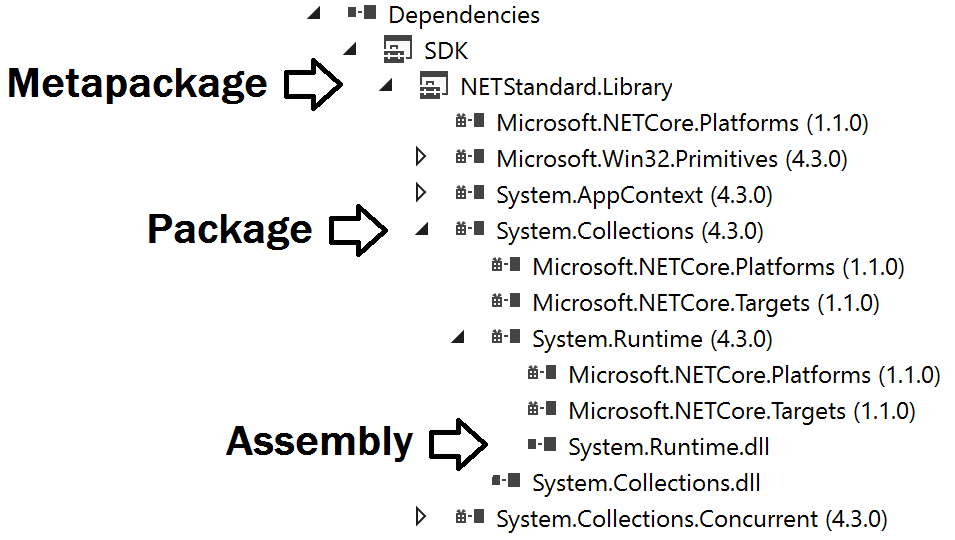 Dependencies
SDK
Metapackage
NETStandard.Library
Microsoft.NETCore.Platforms (1.1.0)
Microsoft.Win32.Primitives (4.3.0)
System.AppContext (4.3.0)
Package
System.Collections (4.3.0)
Microsoft.NETCore.Platforms (1.1.0)
Microsoft.NETCore.Targets (1.1.0)
System.Runtime (4.3.0)
Microsoft.NETCore.Platforms (1.1.0)
Microsoft.NETCore.Targets (1.1.0)
Assembly
System.Runtime.dll
System.Collections.dll
System.Collections.Concurrent (4.3.0)